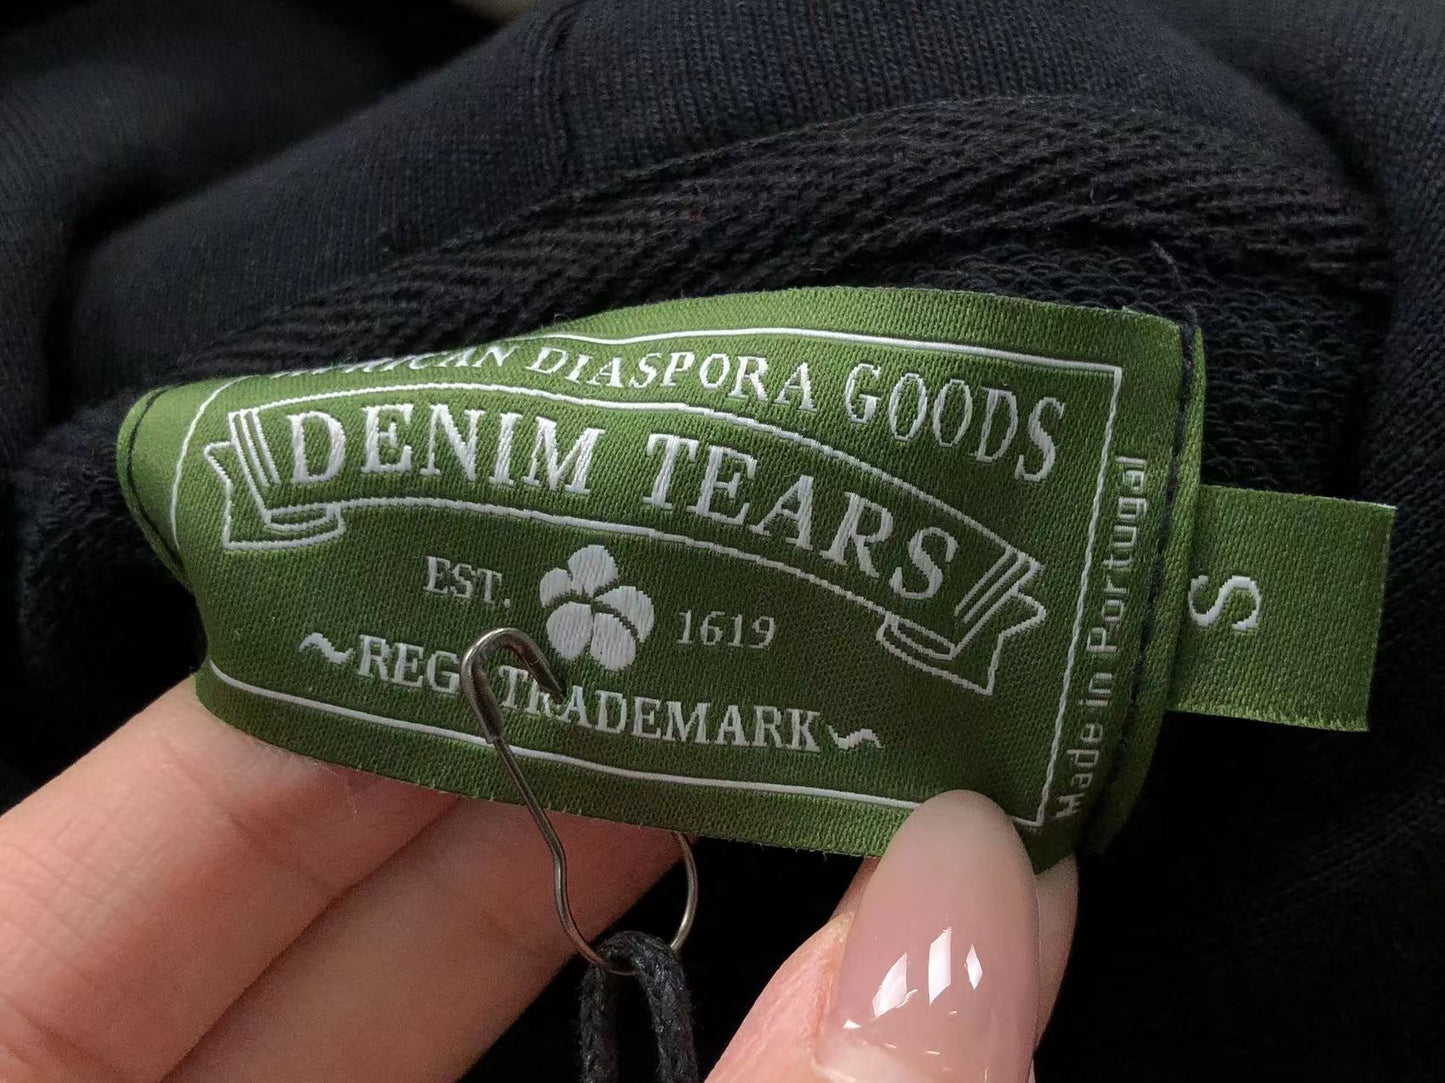 DIASPORA GOODS
DENIM TEARS
EST. 1619
~REG TRADEMARK~
Made in Portugal
S